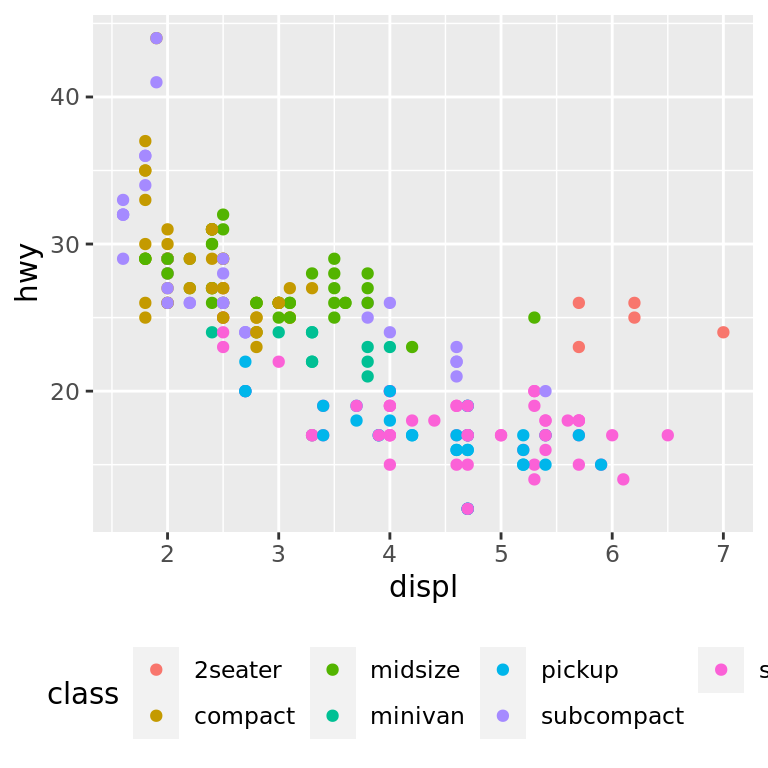 40
30
20
hwy
2 3 4 5 6 7
displ
class
2seater midsize pickup s
compact minivan subcompact